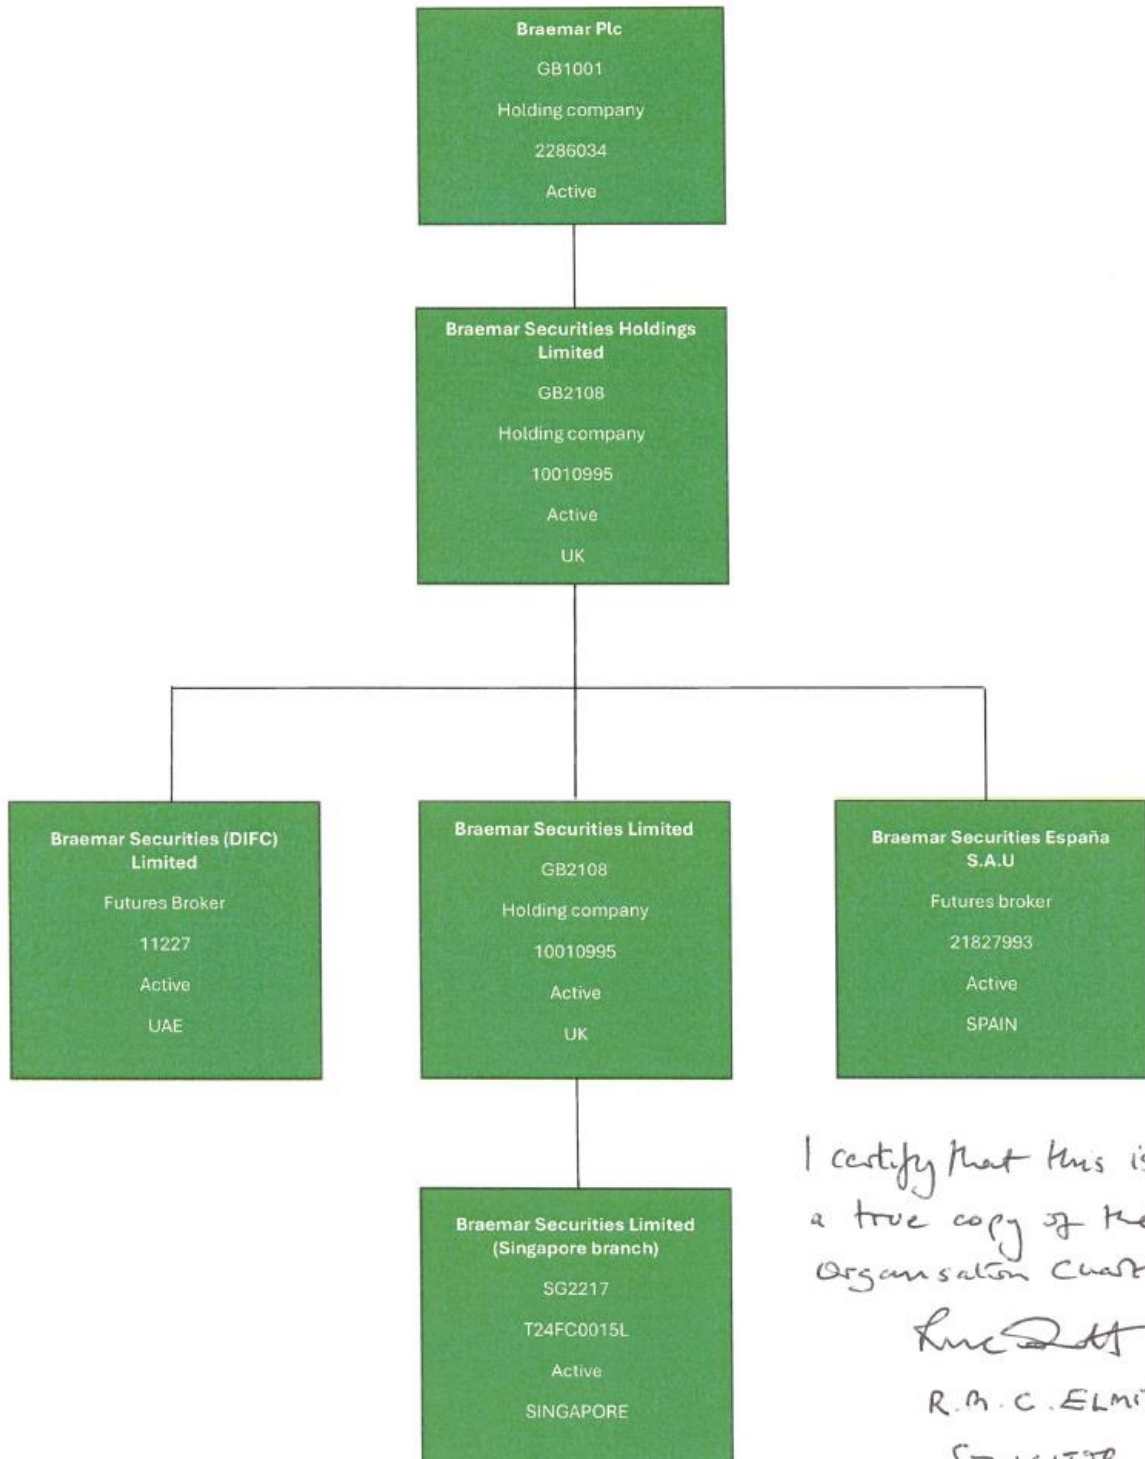 Braemar Plc
GB1001
Holding company
2286034
Active
Braemar Securities Holdings
Limited
GB2108
Holding company
10010995
Active
UK
Braemar Securities (DIFC)
Limited
Futures Broker
11227
Active
UAE
Braemar Securities Limited
GB2108
Holding company
10010995
Active
UK
Braemar Securities España
S.A.U
Futures broker
21827993
Active
SPAIN
Braemar Securities Limited
(Singapore branch)
SG2217
T24FC0015L
Active
SINGAPORE
I certify that this is
a true copy of the
Organisation Chart
R. M. C.